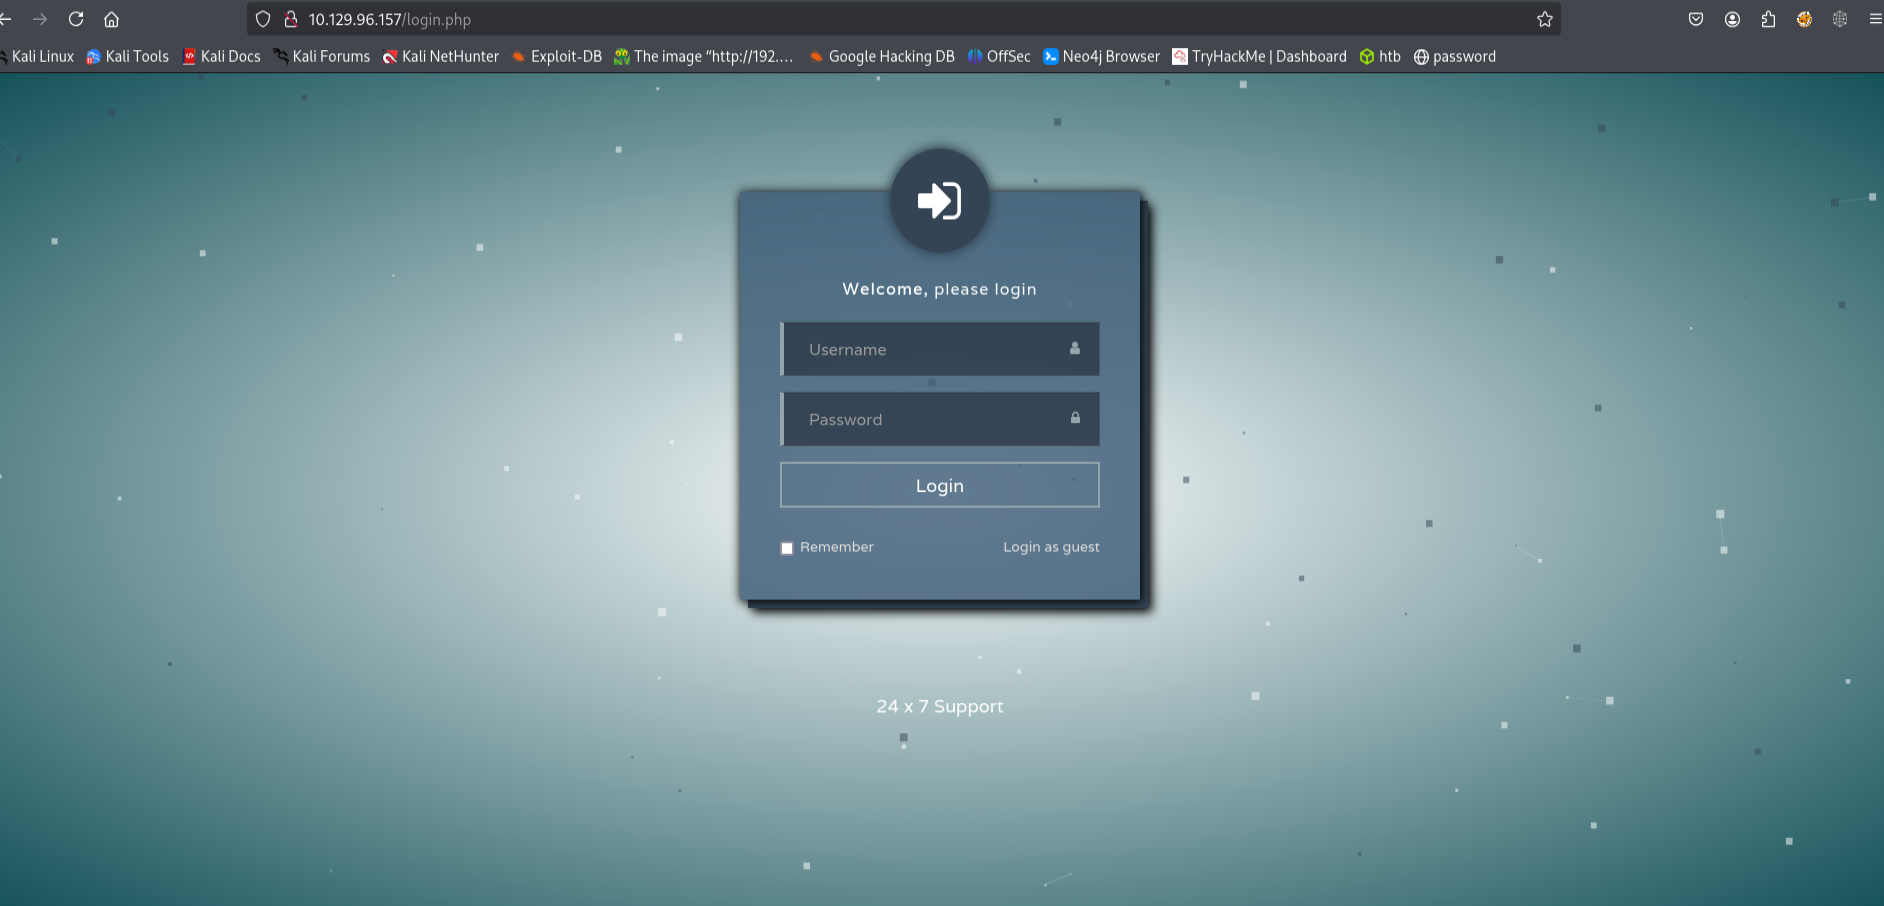 10.129.96.157/login.php
Kali Linux Kali Tools Kali Docs Kali Forums Kali NetHunter Exploit-DB The image “http://192.... Google Hacking DB OffSec Neo4j Browser TryHackMe | Dashboard htb password
Welcome, please login
Username
Password
Login
Remember Login as guest
24 x 7 Support